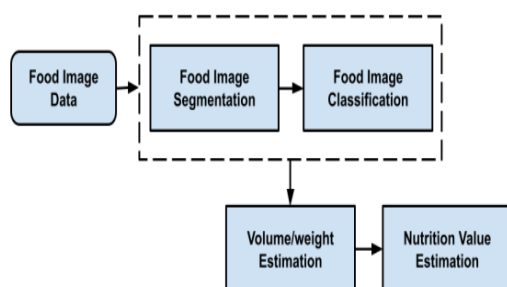 Food Image
Data
Food Image
Segmentation
Food Image
Classification
Volume/weight
Estimation
Nutrition Value
Estimation